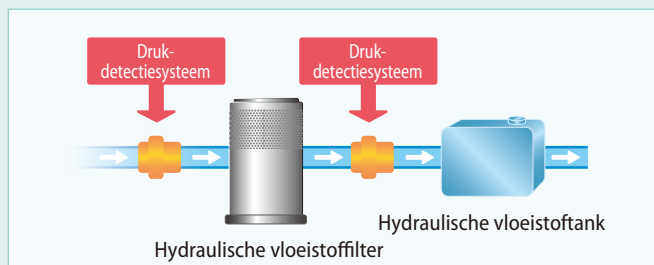 Druk-
detectiesysteem
Druk-
detectiesysteem
Hydraulische vloeistoftank
Hydraulische vloeistoffilter